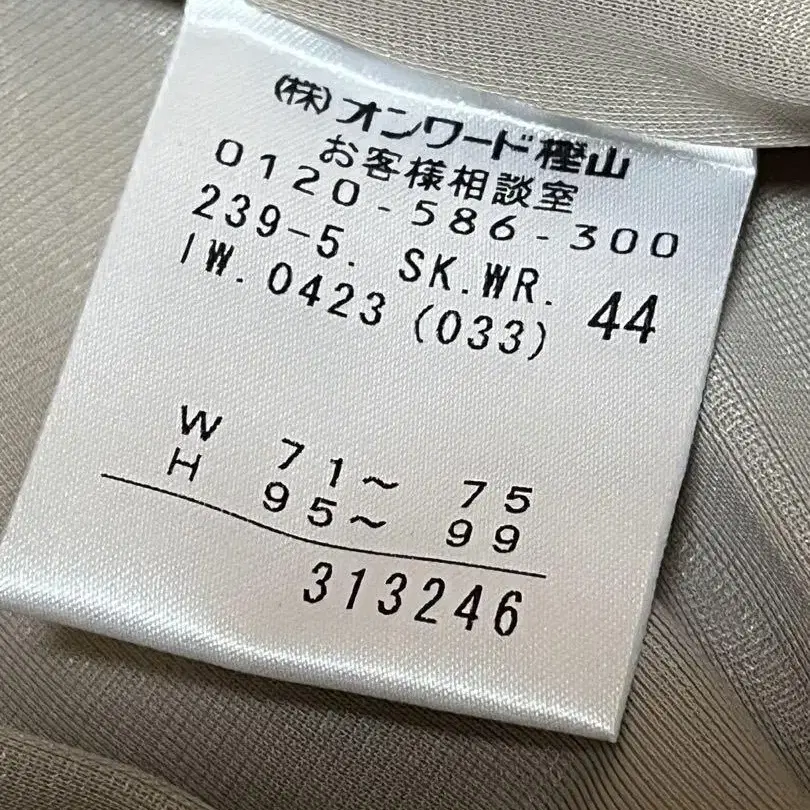 (株)オンワード樫山
お客様相談室
0120-586-300
239-5. SK.WR. 44
IW.0423 (033)
W 71～ 75
H 95～ 99
313246